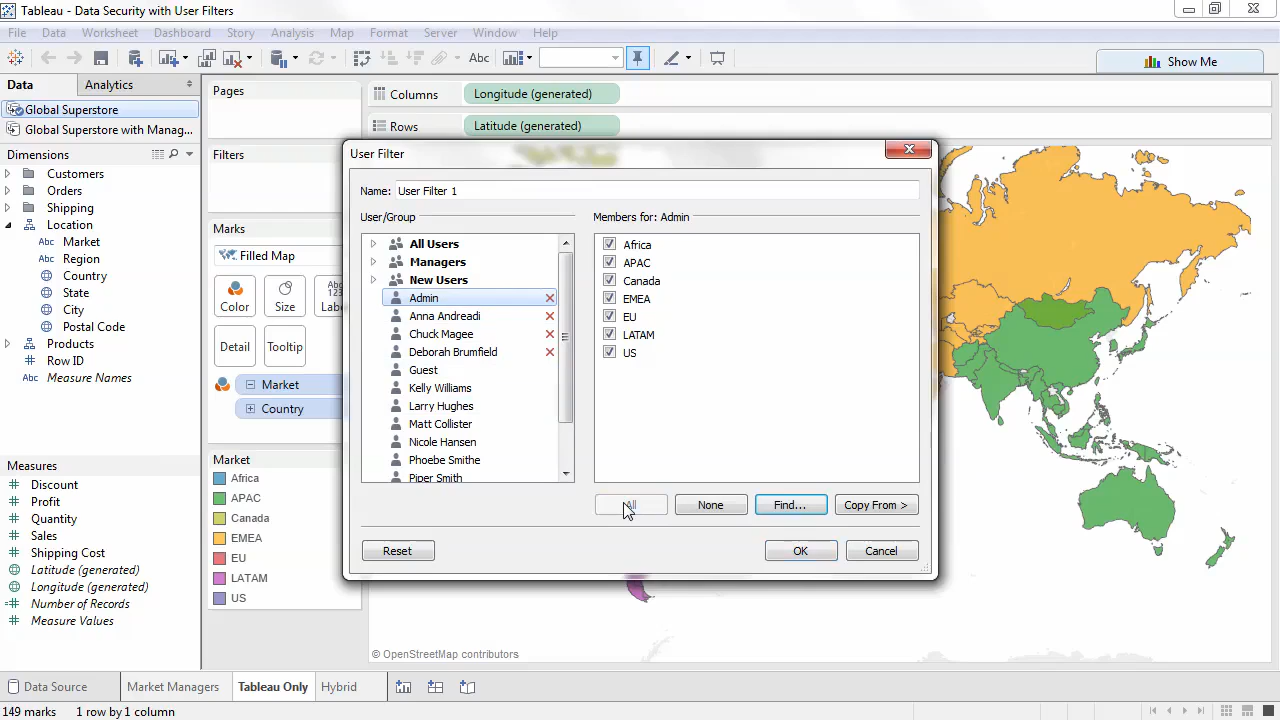 Tableau - Data Security with User Filters
File Data Worksheet Dashboard Story Analysis Map Format Server Window Help
Abc
Show Me
Data Analytics
Global Superstore
Global Superstore with Manag...
Dimensions
Customers
Orders
Shipping
Location
Abc Market
Abc Region
Country
State
City
Postal Code
Products
Row ID
Abc Measure Names
Measures
Discount
Profit
Quantity
Sales
Shipping Cost
Latitude (generated)
Longitude (generated)
Number of Records
Measure Values
Pages
Filters
Marks
Filled Map
Color
Size
Abc
123
Labe
Detail
Tooltip
Market
Country
Market
Africa
APAC
Canada
EMEA
EU
LATAM
US
Columns
Longitude (generated)
Rows
Latitude (generated)
User Filter
Name: User Filter 1
User/Group
All Users
Managers
New Users
Admin
Anna Andreadi
Chuck Magee
Deborah Brumfield
Guest
Kelly Williams
Larry Hughes
Matt Collister
Nicole Hansen
Phoebe Smithe
Piper Smith
Members for: Admin
Africa
APAC
Canada
EMEA
EU
LATAM
US
All
None
Find...
Copy From >
Reset
OK
Cancel
© OpenStreetMap contributors
Data Source
Market Managers
Tableau Only
Hybrid
149 marks
1 row by 1 column